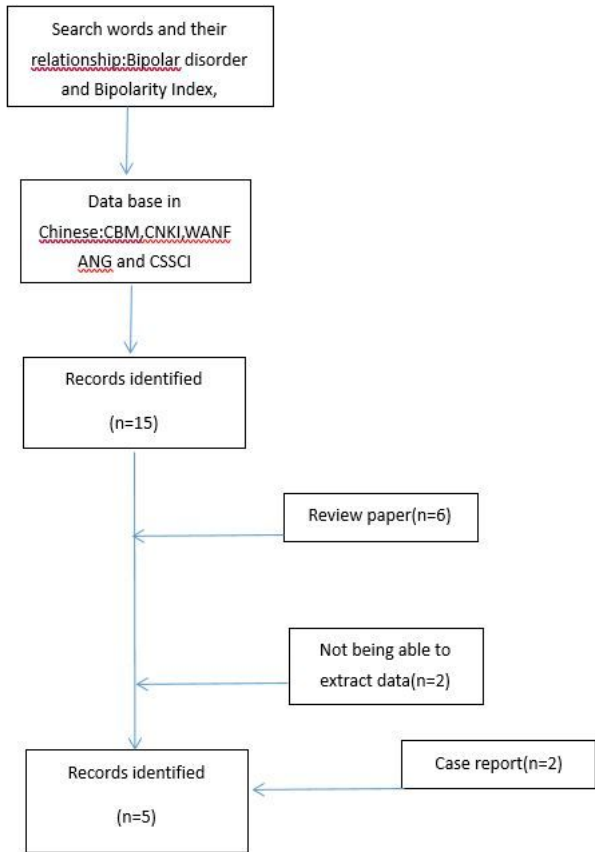 Search words and their
relationship:Bipolar disorder
and Bipolarity Index,
Data base in
Chinese:CBM,CNKI,WANF
ANG and CSSCI
Records identified
(n=15)
Review paper(n=6)
Not being able to
extract data(n=2)
Case report(n=2)
Records identified
(n=5)